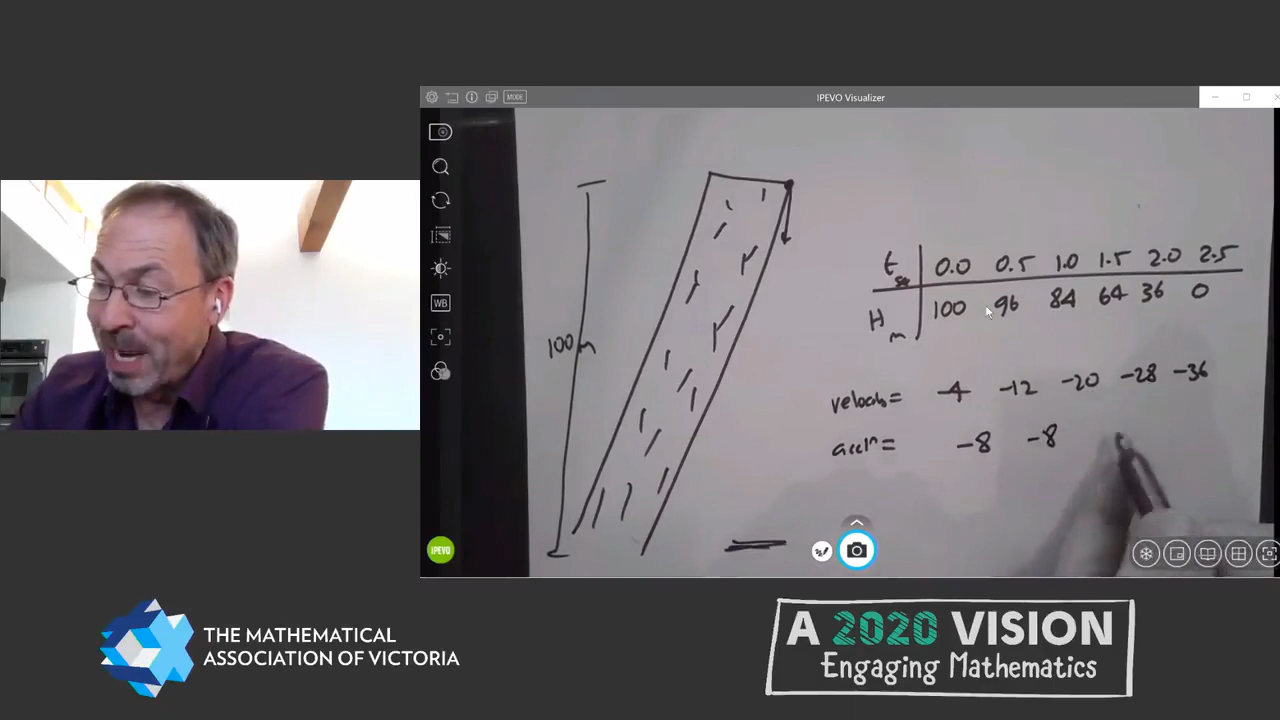 IPEVO Visualizer
MODE
WB
100m
t sec 0.0 0.5 1.0 1.5 2.0 2.5
H m 100 96 84 64 36 0
velocity= -4 -12 -20 -28 -36
accln= -8 -8
iPEVO
THE MATHEMATICAL
ASSOCIATION OF VICTORIA
A 2020 VISION
Engaging Mathematics